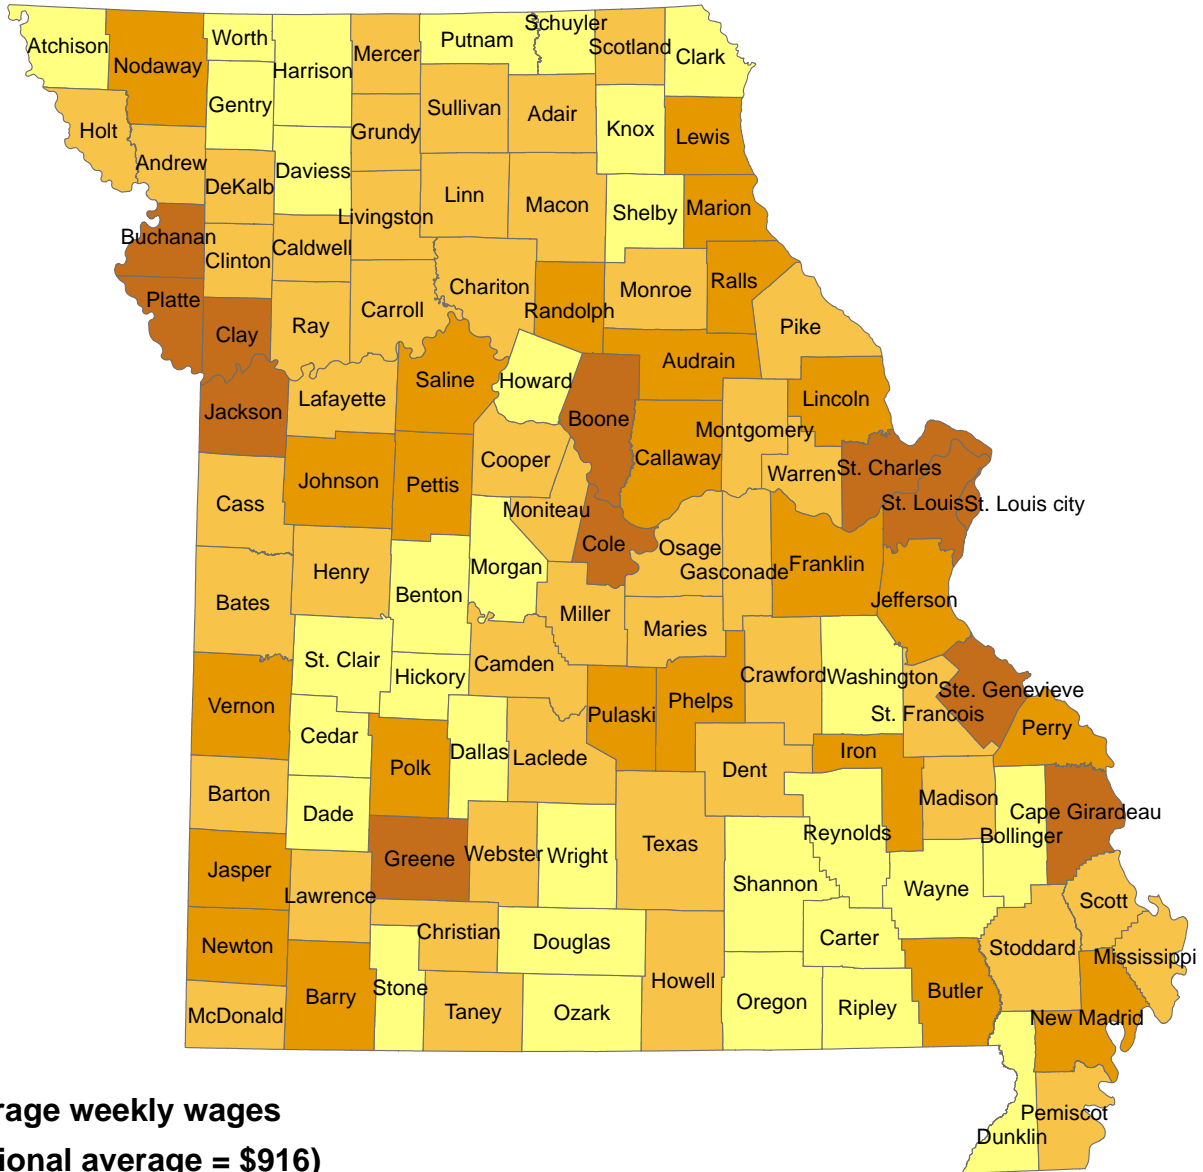 Schuyler
Atchison
Worth
Putnam
Nodaway
Harrison
Mercer
Scotland
Clark
Gentry
Sullivan
Adair
Holt
Grundy
Knox
Lewis
Andrew
DeKalb
Daviess
Linn
Macon
Shelby
Marion
Livingston
Buchanan
Clinton
Caldwell
Chariton
Monroe
Ralls
Platte
Clay
Ray
Carroll
Randolph
Pike
Audrain
Saline
Howard
Jackson
Lafayette
Boone
Lincoln
Montgomery
Cooper
Callaway
Warren
St. Charles
Johnson
Pettis
Cass
Moniteau
St. Louis
St. Louis city
Cole
Osage
Henry
Morgan
Gasconade
Franklin
Benton
Bates
Miller
Maries
Jefferson
St. Clair
Hickory
Camden
Crawford
Washington
Ste. Genevieve
Vernon
Pulaski
Phelps
St. Francois
Cedar
Dallas
Laclede
Iron
Perry
Polk
Dent
Barton
Dade
Madison
Cape Girardeau
Reynolds
Bollinger
Jasper
Greene
Webster
Wright
Texas
Shannon
Wayne
Lawrence
Scott
Newton
Christian
Douglas
Carter
Stoddard
Mississippi
Barry
Stone
Howell
Butler
McDonald
Taney
Ozark
Oregon
Ripley
New Madrid
Pemiscot
Dunklin
rage weekly wages
ional average = $916)